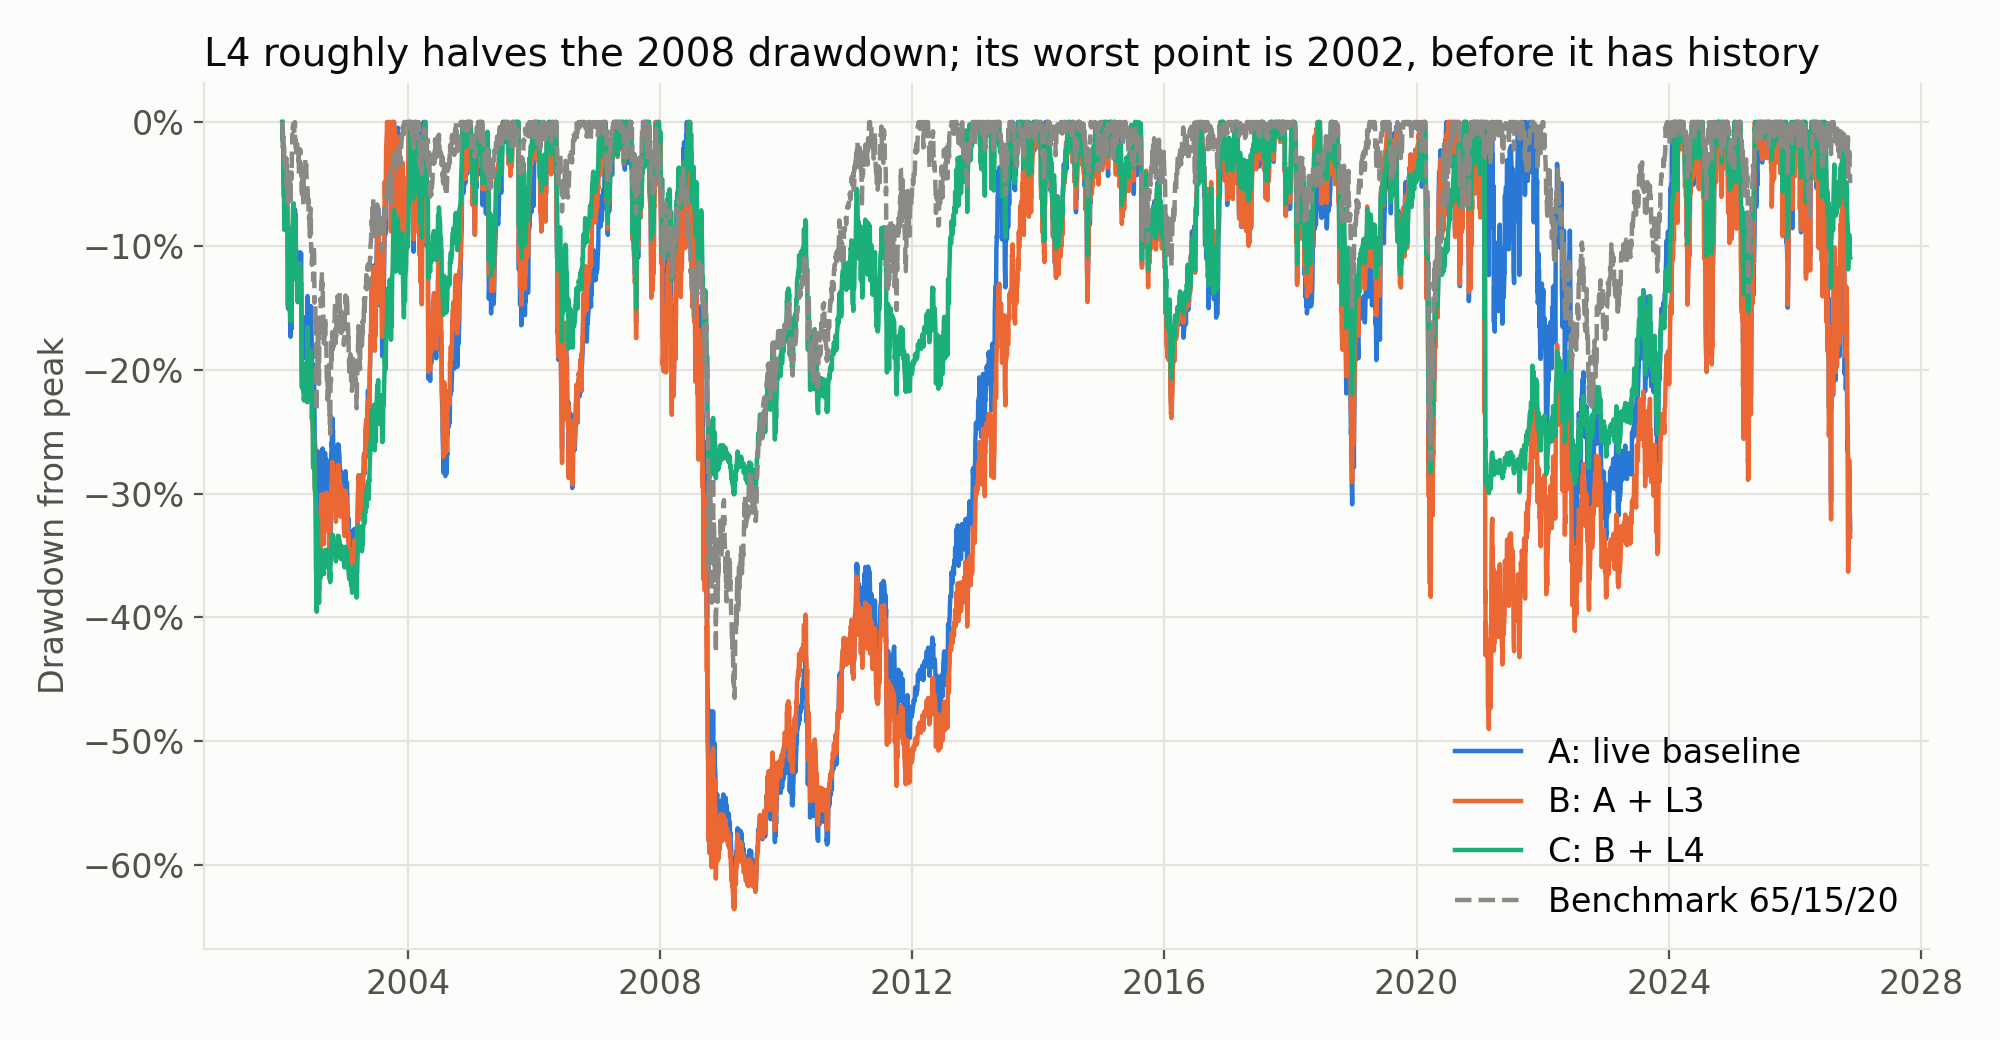 L4 roughly halves the 2008 drawdown; its worst point is 2002, before it has history
Drawdown from peak
0%
−10%
−20%
−30%
−40%
−50%
−60%
2004
2008
2012
2016
2020
2024
2028
A: live baseline
B: A + L3
C: B + L4
Benchmark 65/15/20